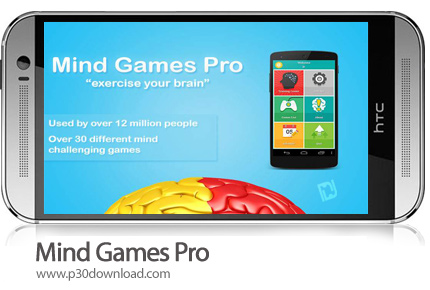 Mind Games Pro
"exercise your brain"
Used by over 12 million people
Over 30 different mind
challenging games
hTC
Mind Games Pro
www.p30download.com